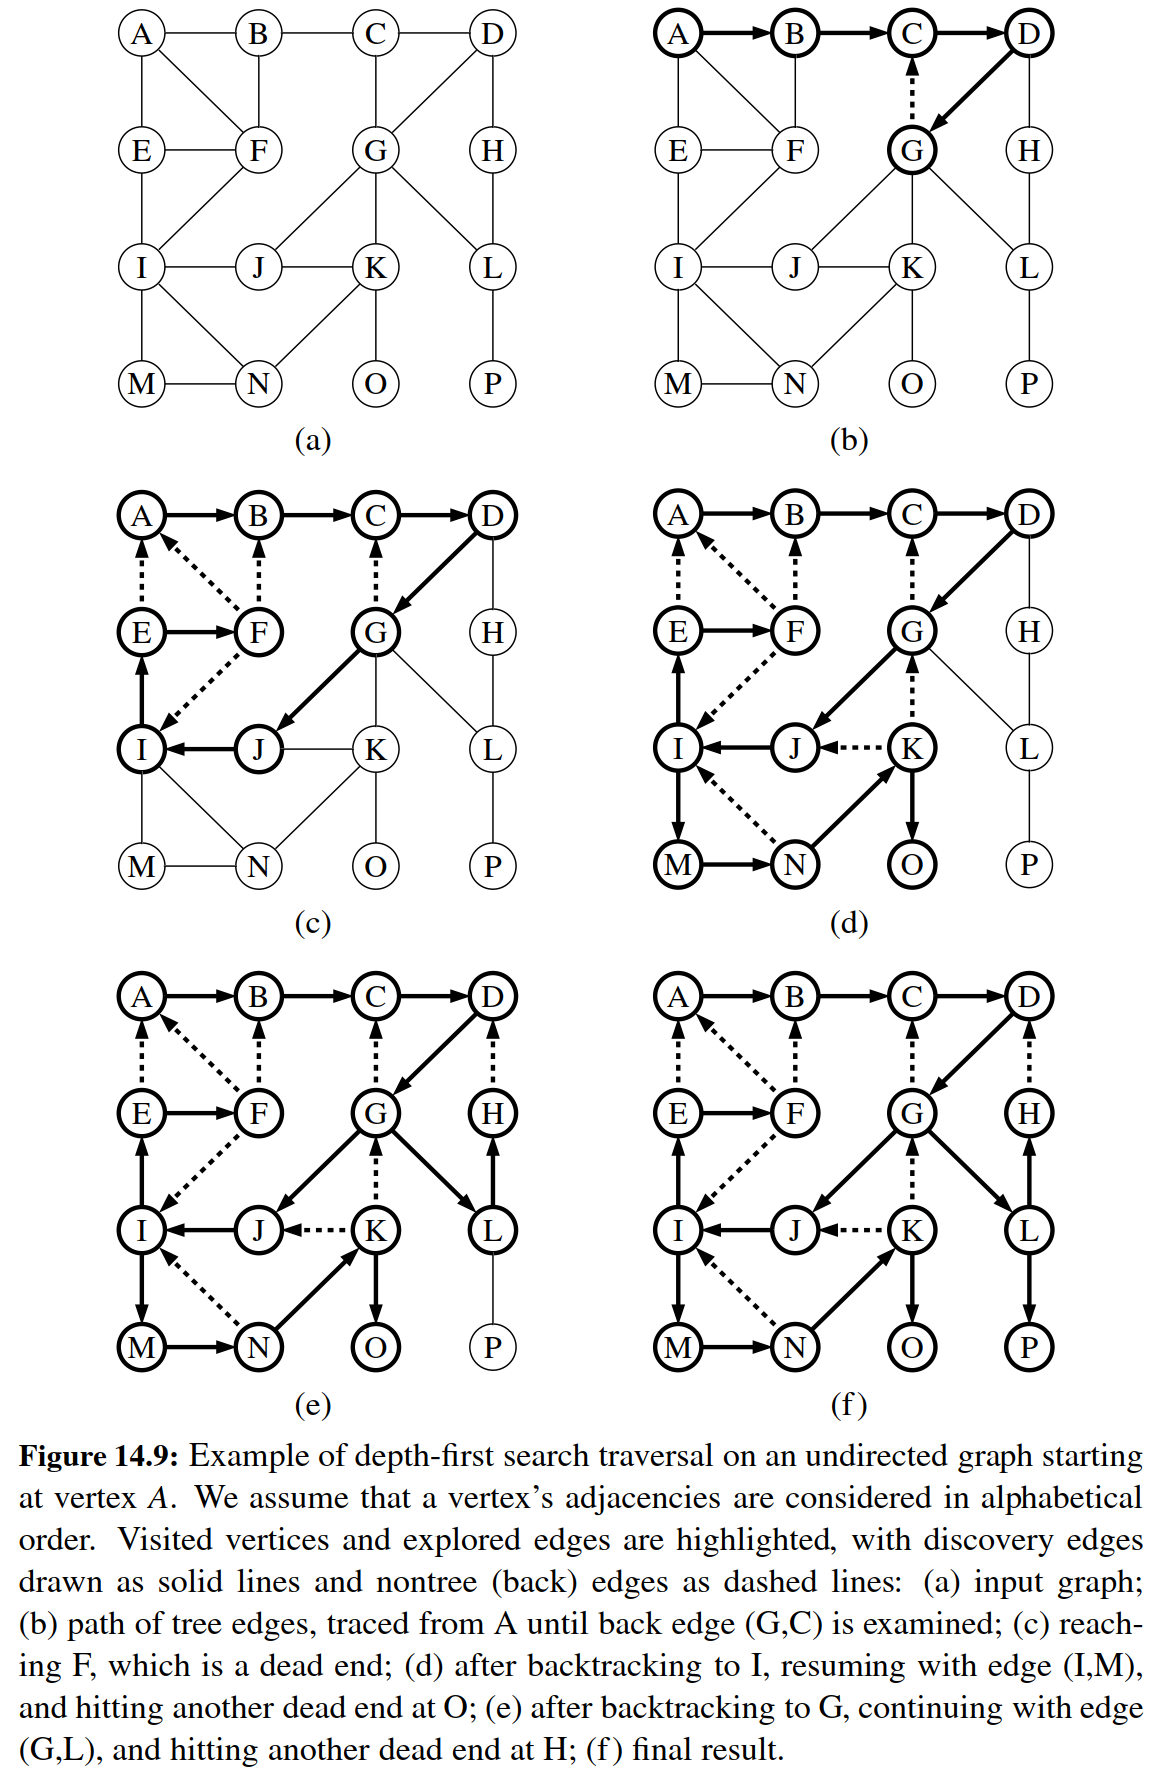 A B C D A B C D
E F G H E F G H
I J K L I J K L
M N O P M N O P
(a) (b)
A B C D A B C D
E F G H E F G H
I J K L I J K L
M N O P M N O P
(c) (d)
A B C D A B C D
E F G H E F G H
I J K L I J K L
M N O P M N O P
(e) (f)
Figure 14.9: Example of depth-first search traversal on an undirected graph starting
at vertex A. We assume that a vertex's adjacencies are considered in alphabetical
order. Visited vertices and explored edges are highlighted, with discovery edges
drawn as solid lines and nontree (back) edges as dashed lines: (a) input graph;
(b) path of tree edges, traced from A until back edge (G,C) is examined; (c) reach-
ing F, which is a dead end; (d) after backtracking to I, resuming with edge (I,M),
and hitting another dead end at O; (e) after backtracking to G, continuing with edge
(G,L), and hitting another dead end at H; (f) final result.